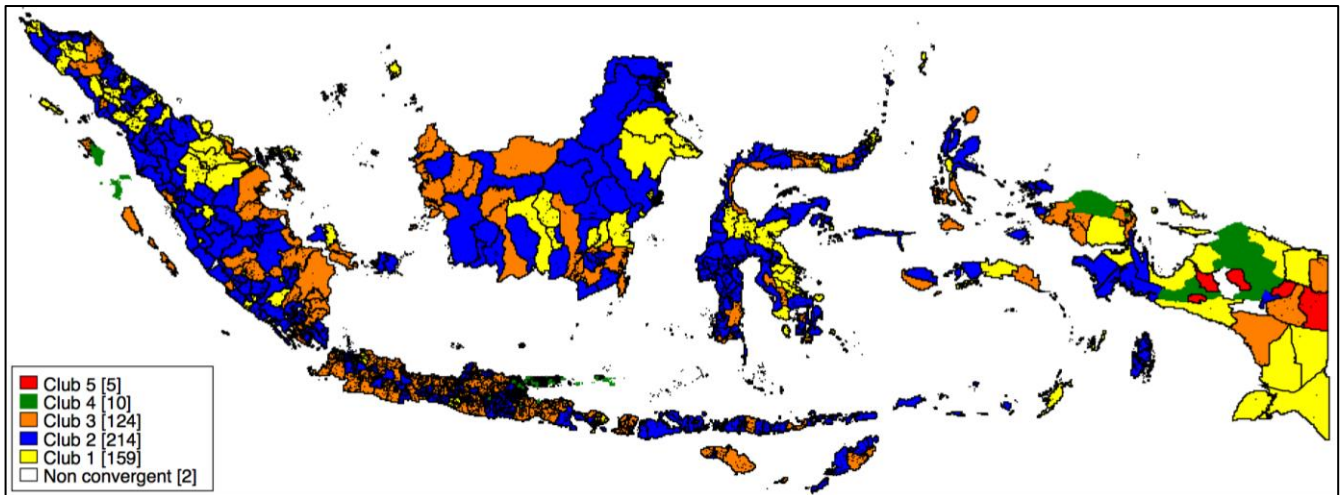 Club 5 [5]
Club 4 [10]
Club 3 [124]
Club 2 [214]
Club 1 [159]
Non convergent [2]